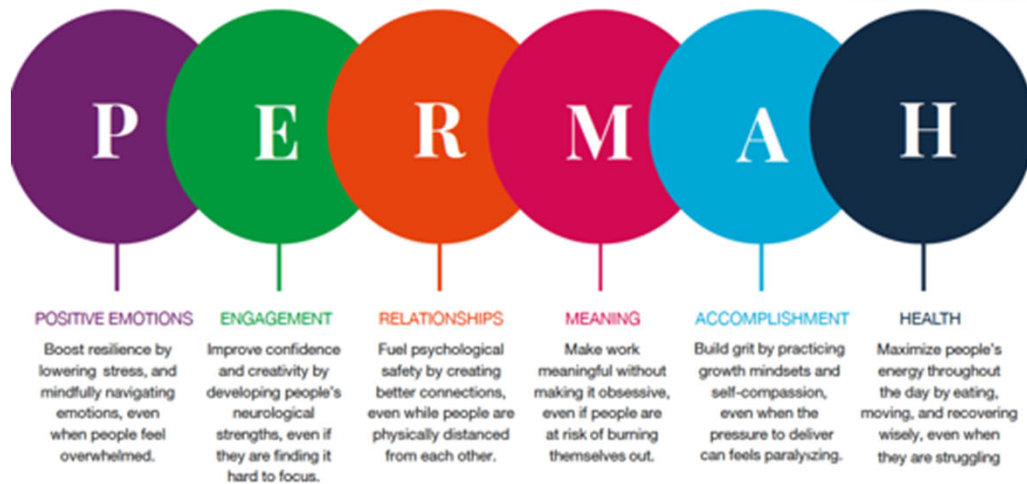 P E R M A H
POSITIVE EMOTIONS
Boost resilience by
lowering stress, and
mindfully navigating
emotions, even
when people feel
overwhelmed.
ENGAGEMENT
Improve confidence
and creativity by
developing people's
neurological
strengths, even if
they are finding it
hard to focus.
RELATIONSHIPS
Fuel psychological
safety by creating
better connections,
even while people are
physically distanced
from each other.
MEANING
Make work
meaningful without
making it obsessive,
even if people are
at risk of burning
themselves out.
ACCOMPLISHMENT
Build grit by practicing
growth mindsets and
self-compassion,
even when the
pressure to deliver
can feels paralyzing.
HEALTH
Maximize people's
energy throughout
the day by eating,
moving, and recovering
wisely, even when
they are struggling